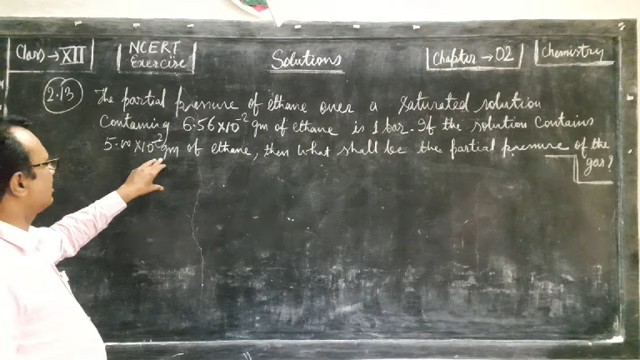 Class → XII
NCERT
Exercise
Solutions
Chapter → 02
Chemistry
2.13 The partial pressure of ethane over a saturated solution
containing 6.56×10⁻² gm of ethane is 1 bar. If the solution contains
5.00×10⁻² gm of ethane, then what shall be the partial pressure of the
gas?